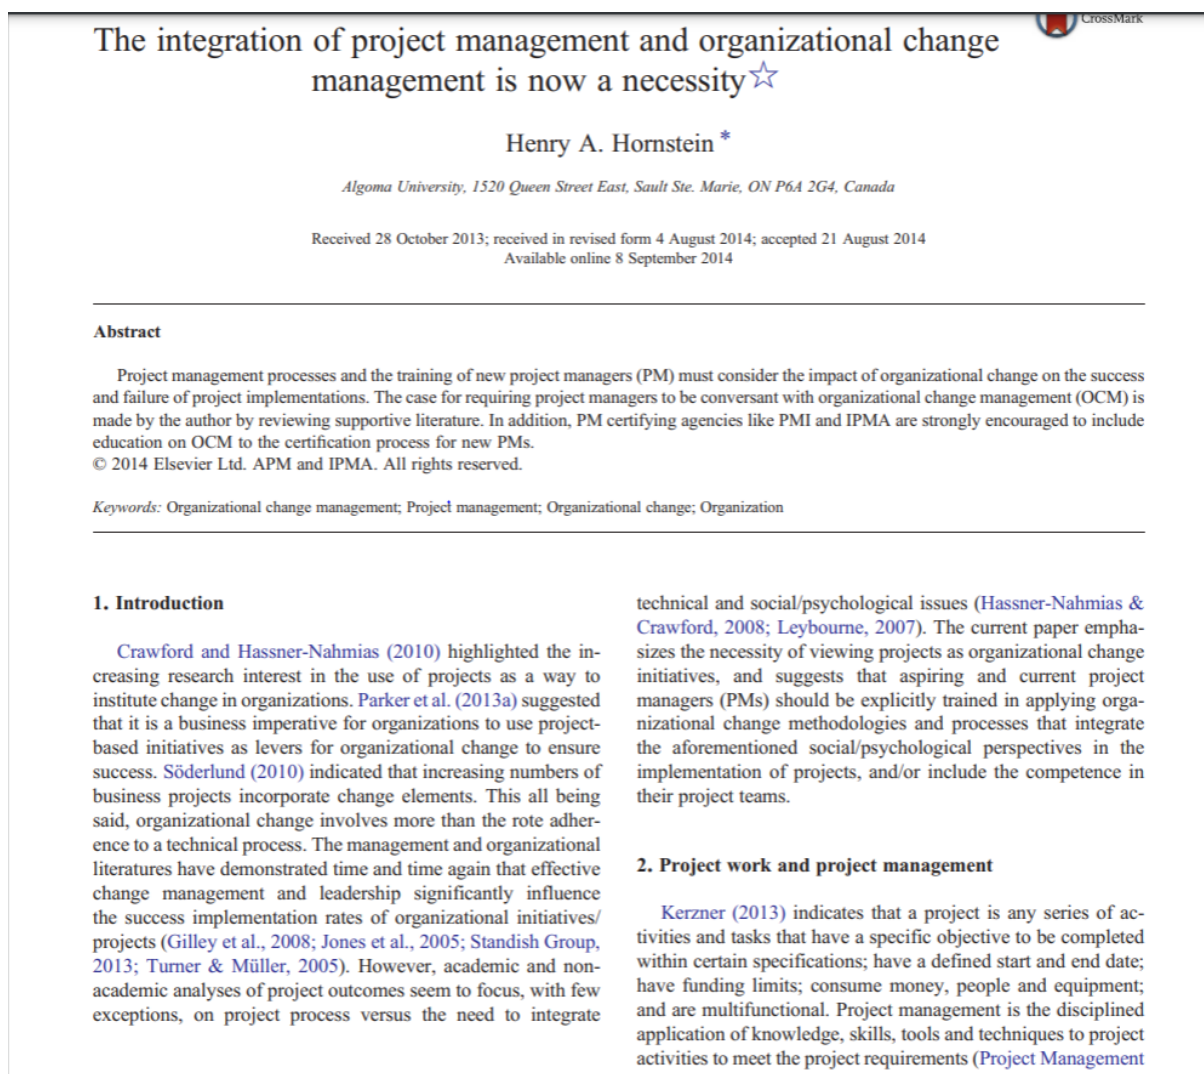 CrossMark
The integration of project management and organizational change
management is now a necessity☆
Henry A. Hornstein *
Algoma University, 1520 Queen Street East, Sault Ste. Marie, ON P6A 2G4, Canada
Received 28 October 2013; received in revised form 4 August 2014; accepted 21 August 2014
Available online 8 September 2014
Abstract
Project management processes and the training of new project managers (PM) must consider the impact of organizational change on the success
and failure of project implementations. The case for requiring project managers to be conversant with organizational change management (OCM) is
made by the author by reviewing supportive literature. In addition, PM certifying agencies like PMI and IPMA are strongly encouraged to include
education on OCM to the certification process for new PMs.
© 2014 Elsevier Ltd. APM and IPMA. All rights reserved.
Keywords: Organizational change management; Project management; Organizational change; Organization
1. Introduction
Crawford and Hassner-Nahmias (2010) highlighted the in-
creasing research interest in the use of projects as a way to
institute change in organizations. Parker et al. (2013a) suggested
that it is a business imperative for organizations to use project-
based initiatives as levers for organizational change to ensure
success. Söderlund (2010) indicated that increasing numbers of
business projects incorporate change elements. This all being
said, organizational change involves more than the rote adher-
ence to a technical process. The management and organizational
literatures have demonstrated time and time again that effective
change management and leadership significantly influence
the success implementation rates of organizational initiatives/
projects (Gilley et al., 2008; Jones et al., 2005; Standish Group,
2013; Turner & Müller, 2005). However, academic and non-
academic analyses of project outcomes seem to focus, with few
exceptions, on project process versus the need to integrate
technical and social/psychological issues (Hassner-Nahmias &
Crawford, 2008; Leybourne, 2007). The current paper empha-
sizes the necessity of viewing projects as organizational change
initiatives, and suggests that aspiring and current project
managers (PMs) should be explicitly trained in applying orga-
nizational change methodologies and processes that integrate
the aforementioned social/psychological perspectives in the
implementation of projects, and/or include the competence in
their project teams.
2. Project work and project management
Kerzner (2013) indicates that a project is any series of ac-
tivities and tasks that have a specific objective to be completed
within certain specifications; have a defined start and end date;
have funding limits; consume money, people and equipment;
and are multifunctional. Project management is the disciplined
application of knowledge, skills, tools and techniques to project
activities to meet the project requirements (Project Management